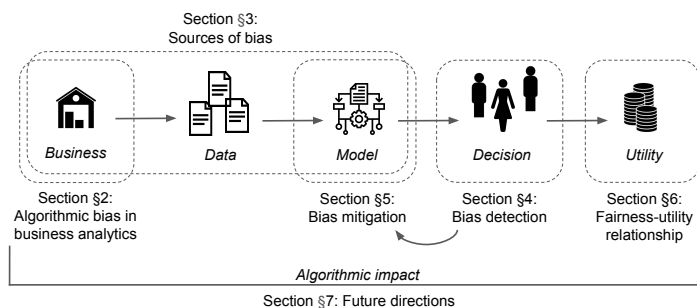 Section §3:
Sources of bias
Business
Data
Model
Decision
Utility
Section §2:
Algorithmic bias in
business analytics
Section §5:
Bias mitigation
Section §4:
Bias detection
Section §6:
Fairness-utility
relationship
Algorithmic impact
Section §7: Future directions